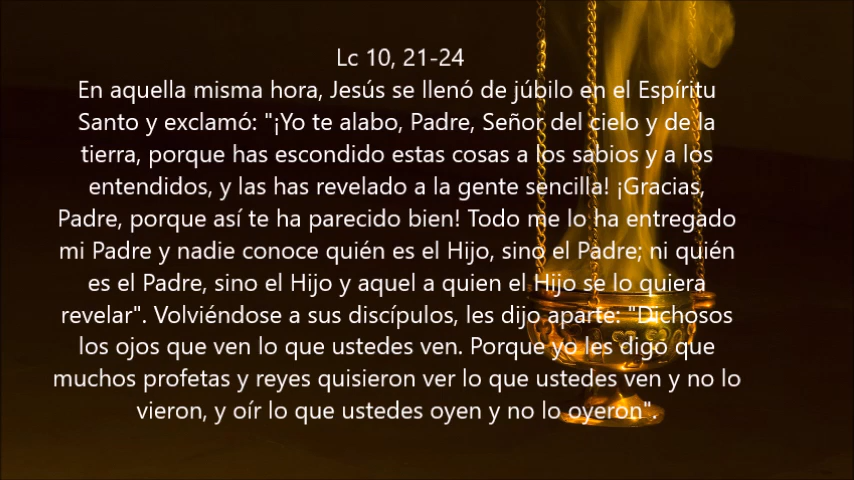 Lc 10, 21-24
En aquella misma hora, Jesús se llenó de júbilo en el Espíritu
Santo y exclamó: "¡Yo te alabo, Padre, Señor del cielo y de la
tierra, porque has escondido estas cosas a los sabios y a los
entendidos, y las has revelado a la gente sencilla! ¡Gracias,
Padre, porque así te ha parecido bien! Todo me lo ha entregado
mi Padre y nadie conoce quién es el Hijo, sino el Padre; ni quién
es el Padre, sino el Hijo y aquel a quien el Hijo se lo quiera
revelar". Volviéndose a sus discípulos, les dijo aparte: "Dichosos
los ojos que ven lo que ustedes ven. Porque yo les digo que
muchos profetas y reyes quisieron ver lo que ustedes ven y no lo
vieron, y oír lo que ustedes oyen y no lo oyeron".